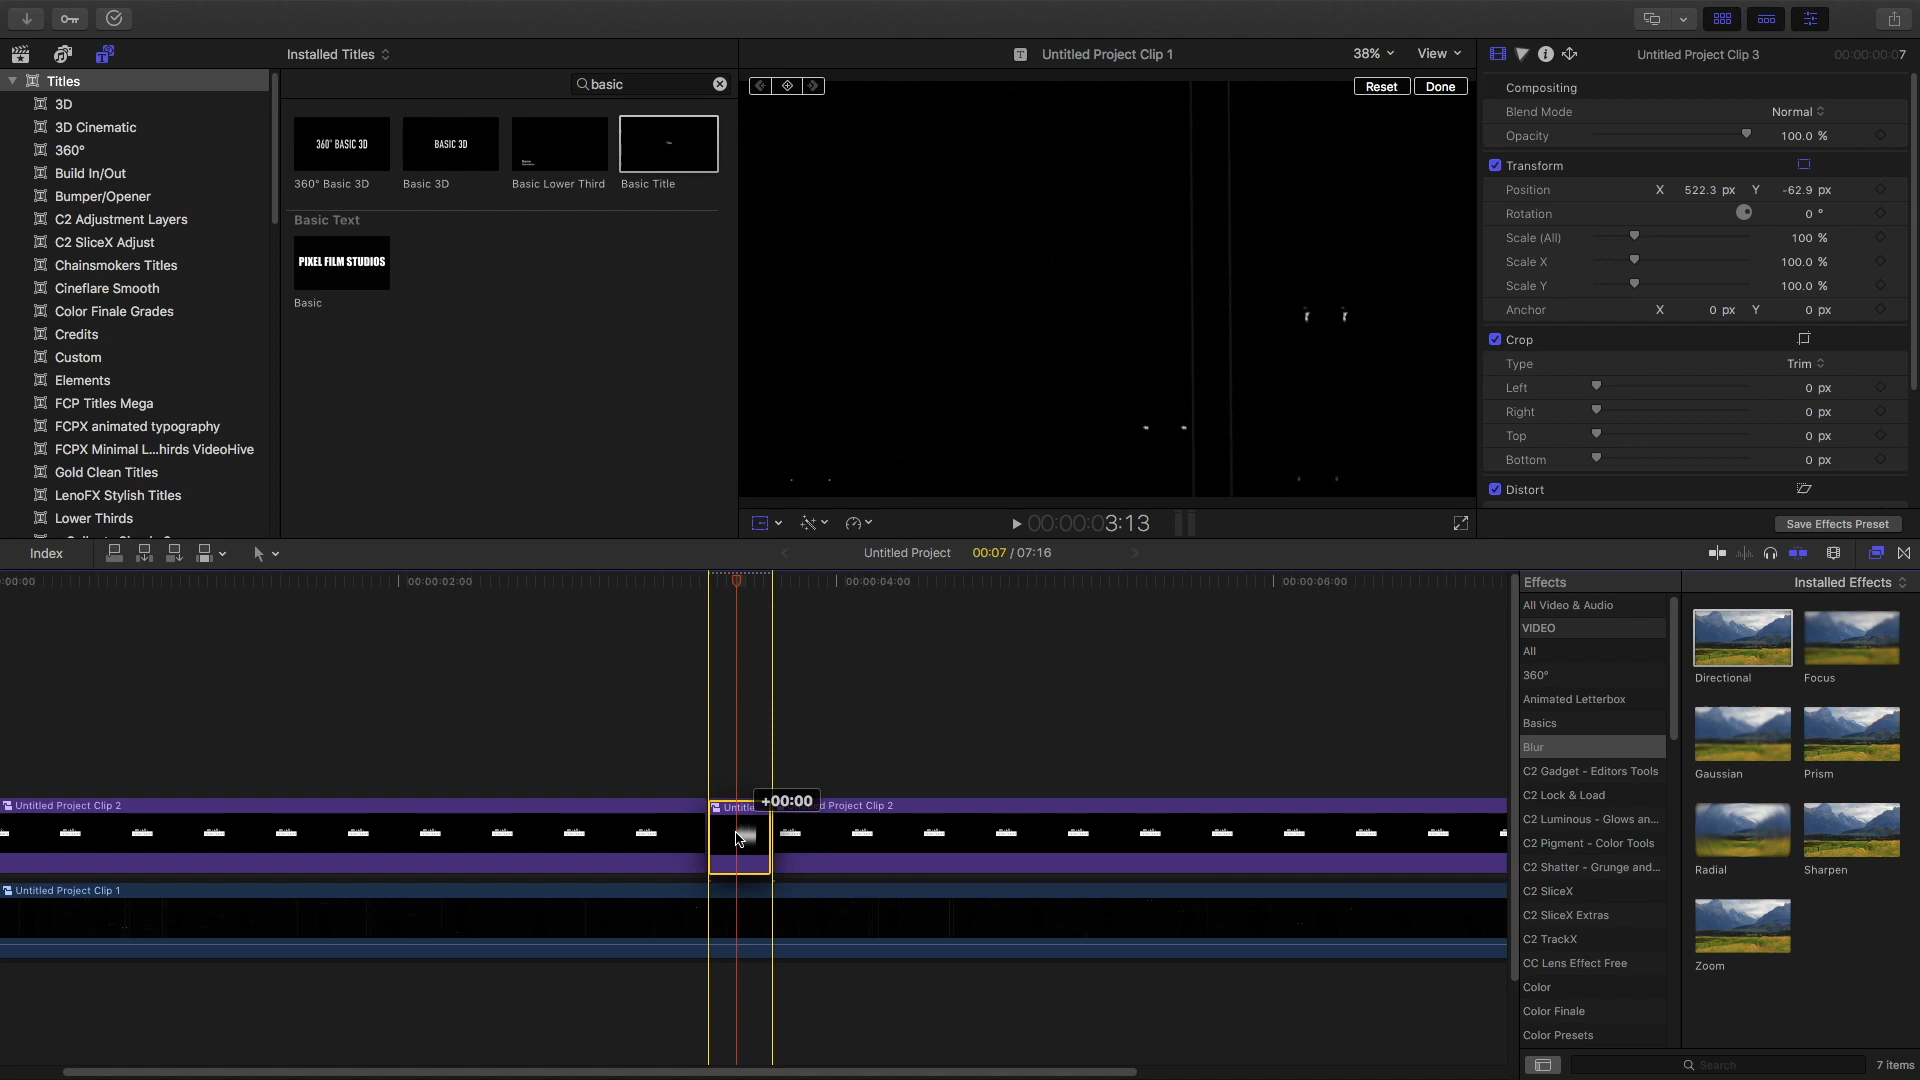 Installed Titles
Untitled Project Clip 1
38%
View
Untitled Project Clip 3
00:00:00:07
Titles
3D
3D Cinematic
360°
Build In/Out
Bumper/Opener
C2 Adjustment Layers
C2 SliceX Adjust
Chainsmokers Titles
Cineflare Smooth
Color Finale Grades
Credits
Custom
Elements
FCP Titles Mega
FCPX animated typography
FCPX Minimal L...hirds VideoHive
Gold Clean Titles
LenoFX Stylish Titles
Lower Thirds
basic
360° BASIC 3D
BASIC 3D
360° Basic 3D
Basic 3D
Basic Lower Third
Basic Title
Basic Text
PIXEL FILM STUDIOS
Basic
Reset
Done
00:00:03:13
Compositing
Blend Mode Normal
Opacity 100.0 %
Transform
Position X 522.3 px Y -62.9 px
Rotation 0 °
Scale (All) 100 %
Scale X 100.0 %
Scale Y 100.0 %
Anchor X 0 px Y 0 px
Crop
Type Trim
Left 0 px
Right 0 px
Top 0 px
Bottom 0 px
Distort
Save Effects Preset
Index
Untitled Project 00:07 / 07:16
:00:00
00:00:02:00
00:00:04:00
00:00:06:00
+00:00
Untitled Project Clip 2
Untitle
d Project Clip 2
Untitled Project Clip 1
Effects
Installed Effects
All Video & Audio
VIDEO
All
360°
Animated Letterbox
Basics
Blur
C2 Gadget - Editors Tools
C2 Lock & Load
C2 Luminous - Glows an...
C2 Pigment - Color Tools
C2 Shatter - Grunge and...
C2 SliceX
C2 SliceX Extras
C2 TrackX
CC Lens Effect Free
Color
Color Finale
Color Presets
Directional
Focus
Gaussian
Prism
Radial
Sharpen
Zoom
Search
7 items